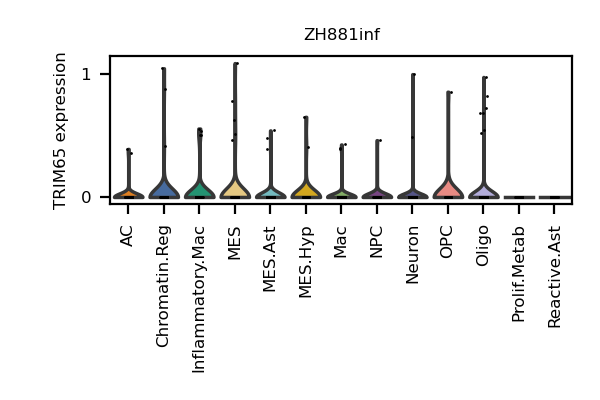 ZH881inf
TRIM65 expression
1
0
AC
Chromatin.Reg
Inflammatory.Mac
MES
MES.Ast
MES.Hyp
Mac
NPC
Neuron
OPC
Oligo
Prolif.Metab
Reactive.Ast